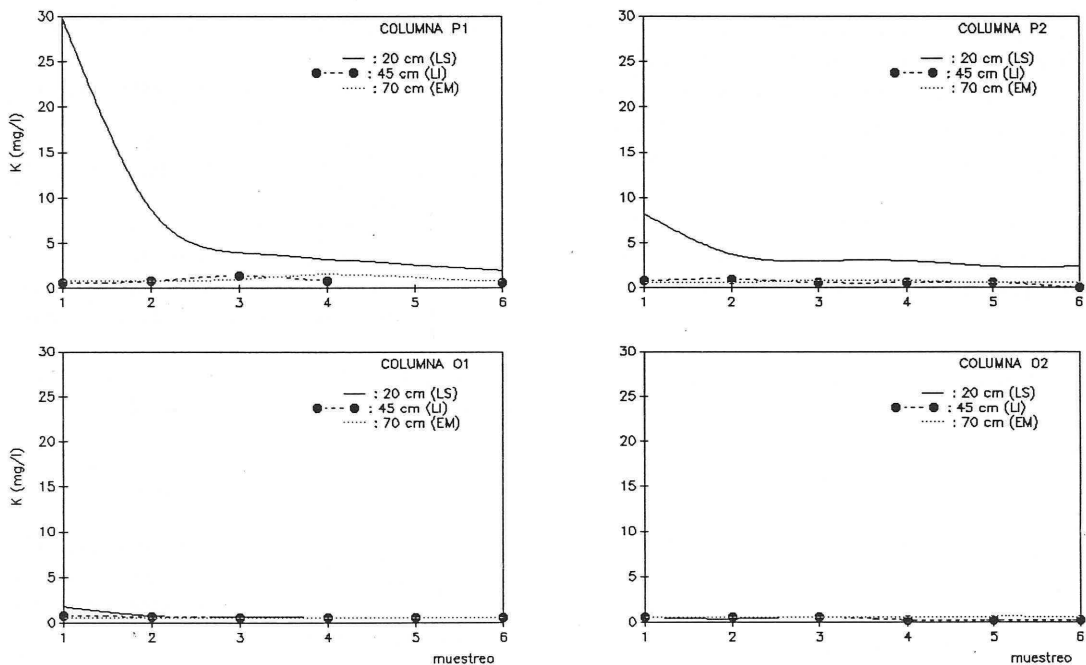 COLUMNA P1
: 20 cm (LS)
: 45 cm (LI)
: 70 cm (EM)
K (mg/l)
30
25
20
15
10
5
0
1 2 3 4 5 6
COLUMNA P2
: 20 cm (LS)
: 45 cm (LI)
: 70 cm (EM)
30
25
20
15
10
5
0
1 2 3 4 5 6
COLUMNA O1
: 20 cm (LS)
: 45 cm (LI)
: 70 cm (EM)
K (mg/l)
30
25
20
15
10
5
0
1 2 3 4 5 6
muestreo
COLUMNA O2
: 20 cm (LS)
: 45 cm (LI)
: 70 cm (EM)
30
25
20
15
10
5
0
1 2 3 4 5 6
muestreo